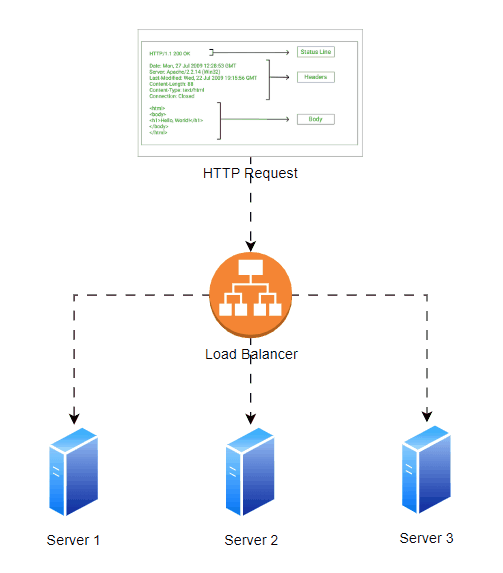 HTTP/1.1 200 OK
Status Line
Date: Mon, 27 Jul 2009 12:28:53 GMT
Server: Apache/2.2.14 (Win32)
Last-Modified: Wed, 22 Jul 2009 19:15:56 GMT
Content-Length: 88
Content-Type: text/html
Connection: Closed
Headers
<html>
<body>
<h1>Hello, World!</h1>
</body>
</html>
Body
HTTP Request
Load Balancer
Server 1
Server 2
Server 3